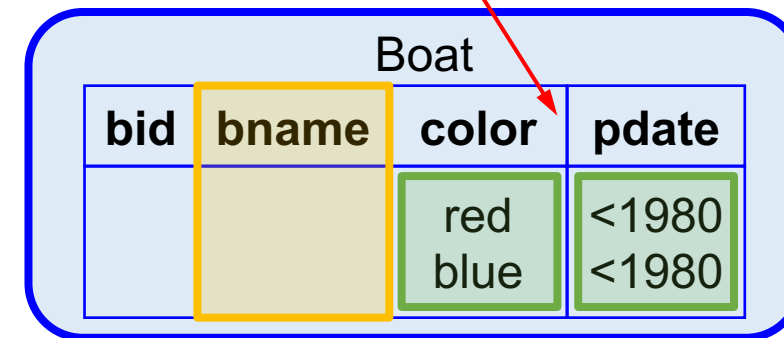 Boat
bid bname color pdate
red <1980
blue <1980